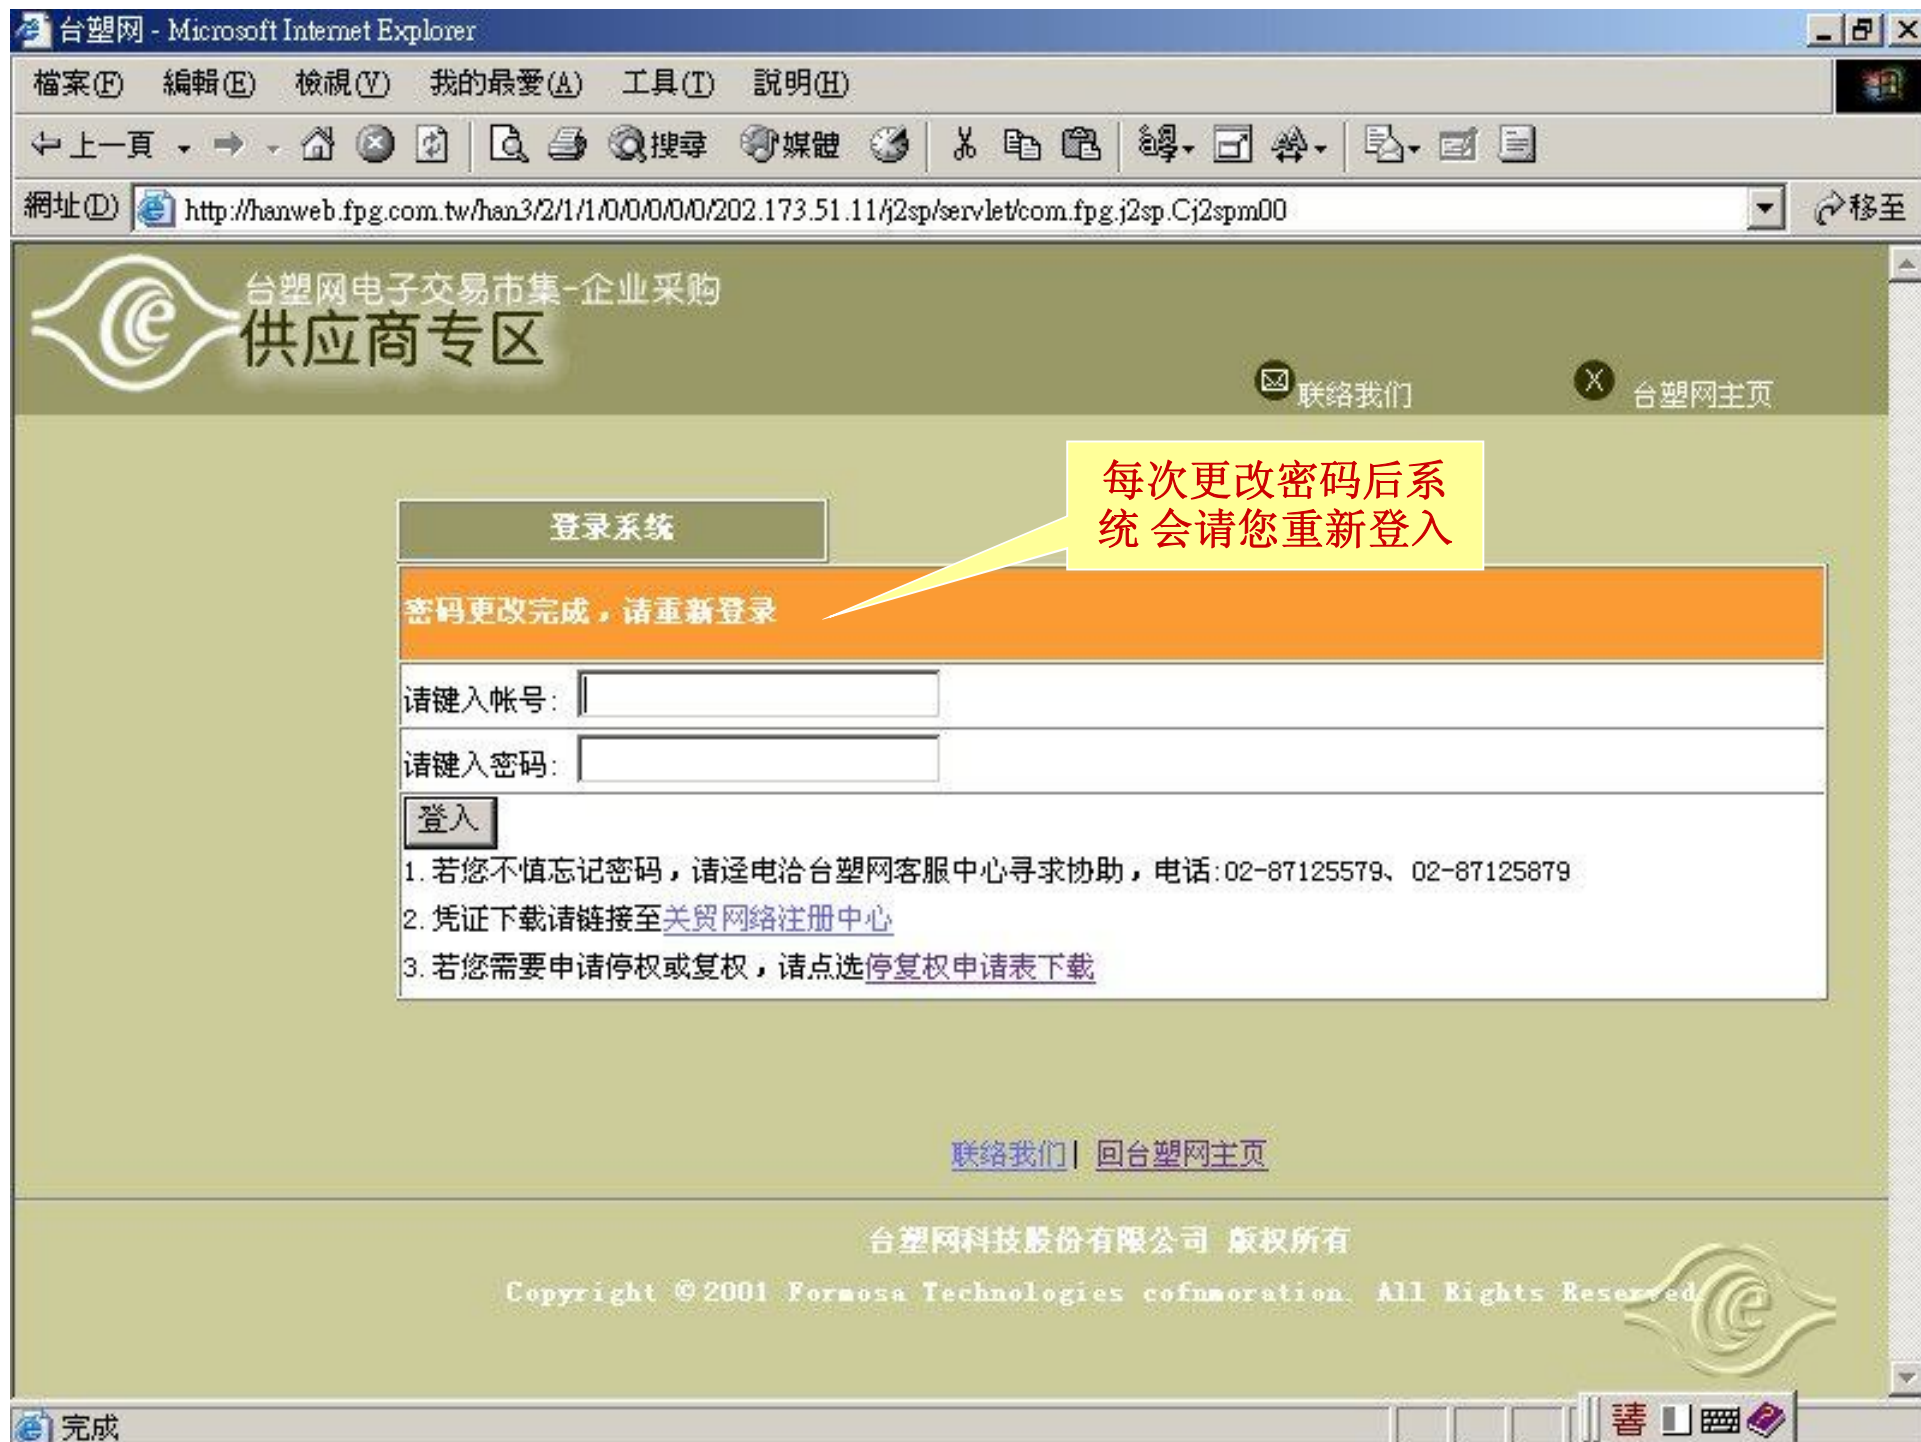 台塑网 - Microsoft Internet Explorer
檔案(F) 編輯(E) 檢視(V) 我的最愛(A) 工具(T) 說明(H)
上一頁 搜尋 媒體
網址(D) http://hanweb.fpg.com.tw/han3/2/1/1/0/0/0/0/0/202.173.51.11/j2sp/servlet/com.fpg.j2sp.Cj2spm00 移至
台塑网电子交易市集-企业采购
供应商专区
联络我们 台塑网主页
每次更改密码后系
统 会请您重新登入
登录系统
密码更改完成，请重新登录
请键入帐号:
请键入密码:
登入
1.若您不慎忘记密码，请迳电洽台塑网客服中心寻求协助，电话:02-87125579、02-87125879
2.凭证下载请链接至关贸网络注册中心
3.若您需要申请停权或复权，请点选停复权申请表下载
联络我们| 回台塑网主页
台塑网科技股份有限公司 版权所有
Copyright ©2001 Formosa Technologies cofnmoration. All Rights Reserved
完成